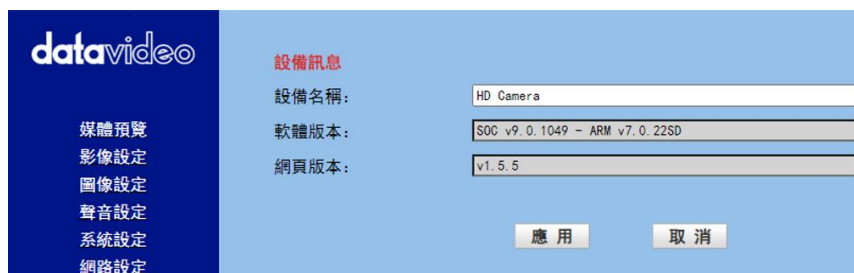 datavideo
媒體預覽
影像設定
圖像設定
聲音設定
系統設定
網路設定
設備訊息
設備名稱： HD Camera
軟體版本： SOC v9.0.1049 - ARM v7.0.22SD
網頁版本： v1.5.5
應用 取消